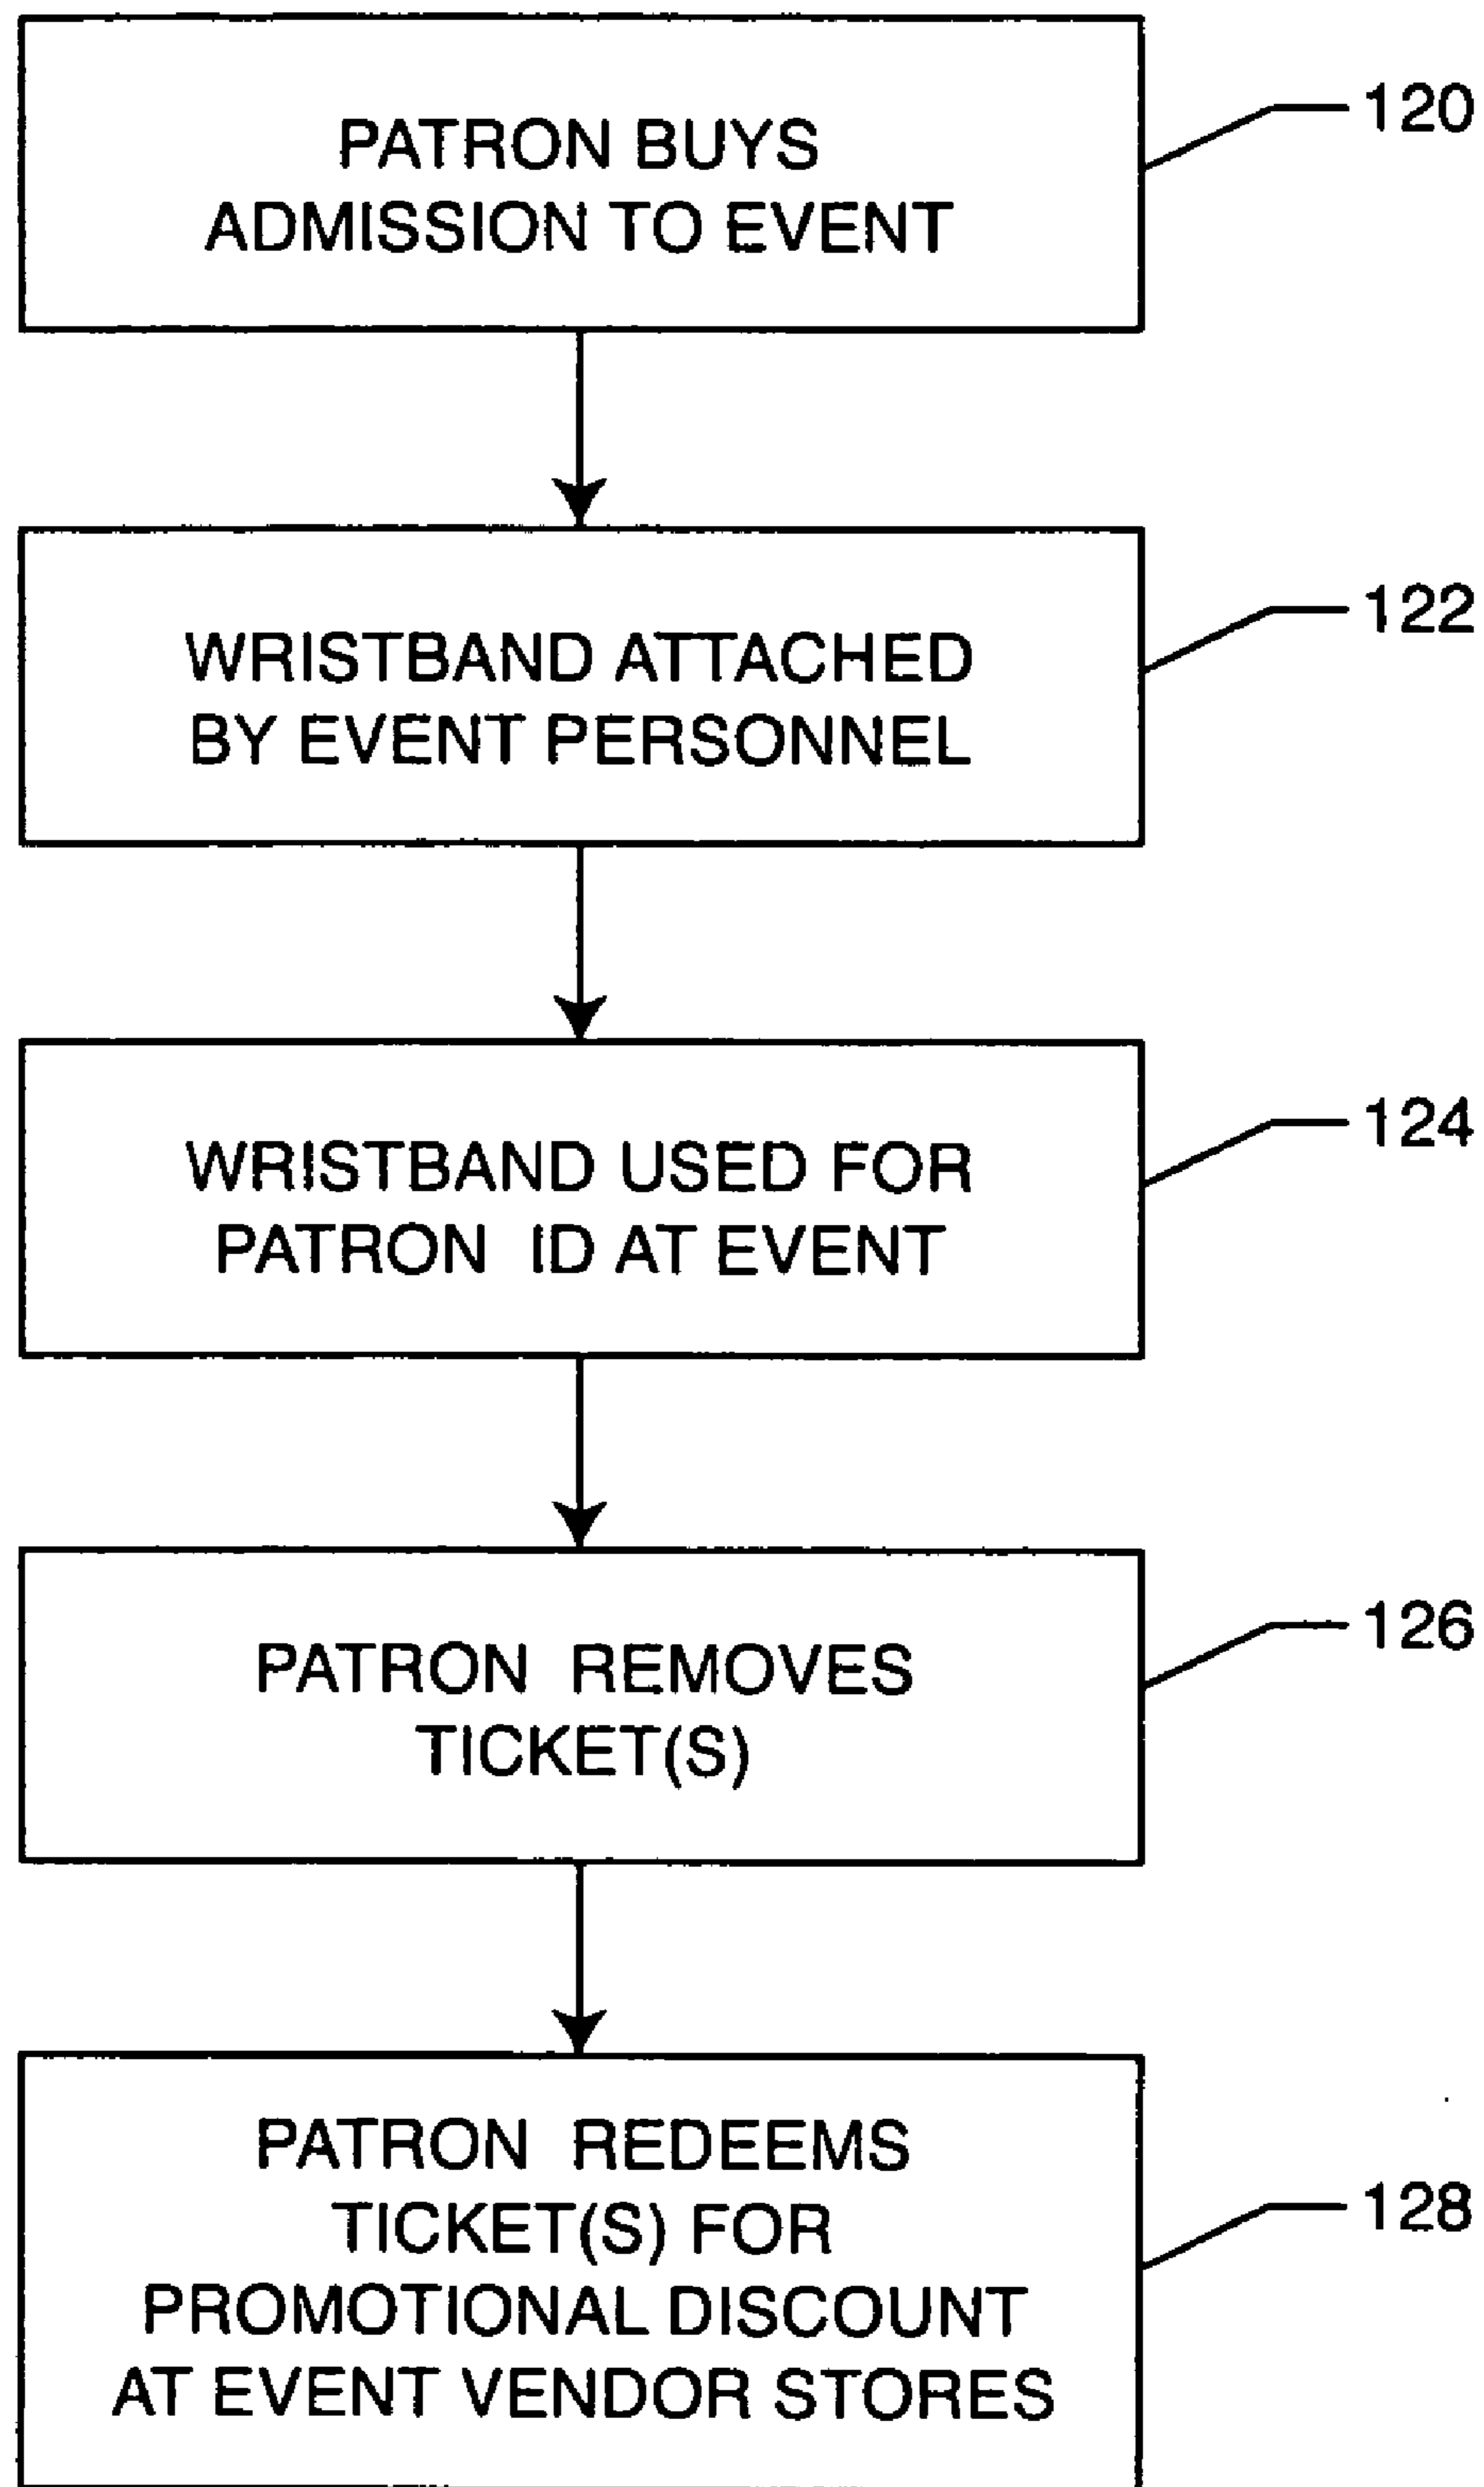 PATRON BUYS
ADMISSION TO EVENT
120
WRISTBAND ATTACHED
BY EVENT PERSONNEL
122
WRISTBAND USED FOR
PATRON ID AT EVENT
124
PATRON REMOVES
TICKET(S)
126
PATRON REDEEMS
TICKET(S) FOR
PROMOTIONAL DISCOUNT
AT EVENT VENDOR STORES
128